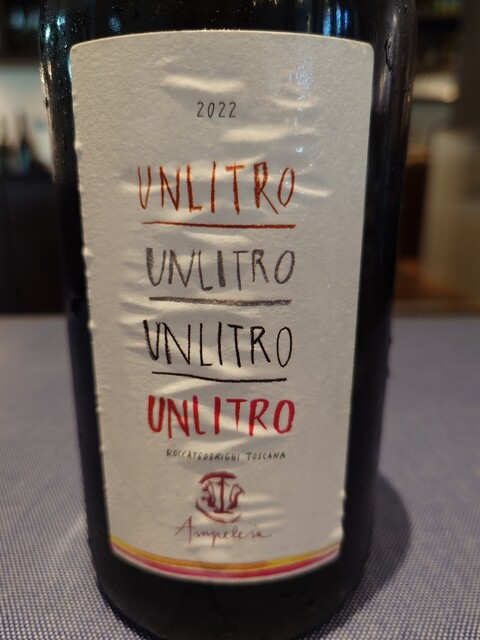 2022
UNLITRO
UNLITRO
UNLITRO
UNLITRO
ROCCATEDERIGHI TOSCANA
Ampeleia